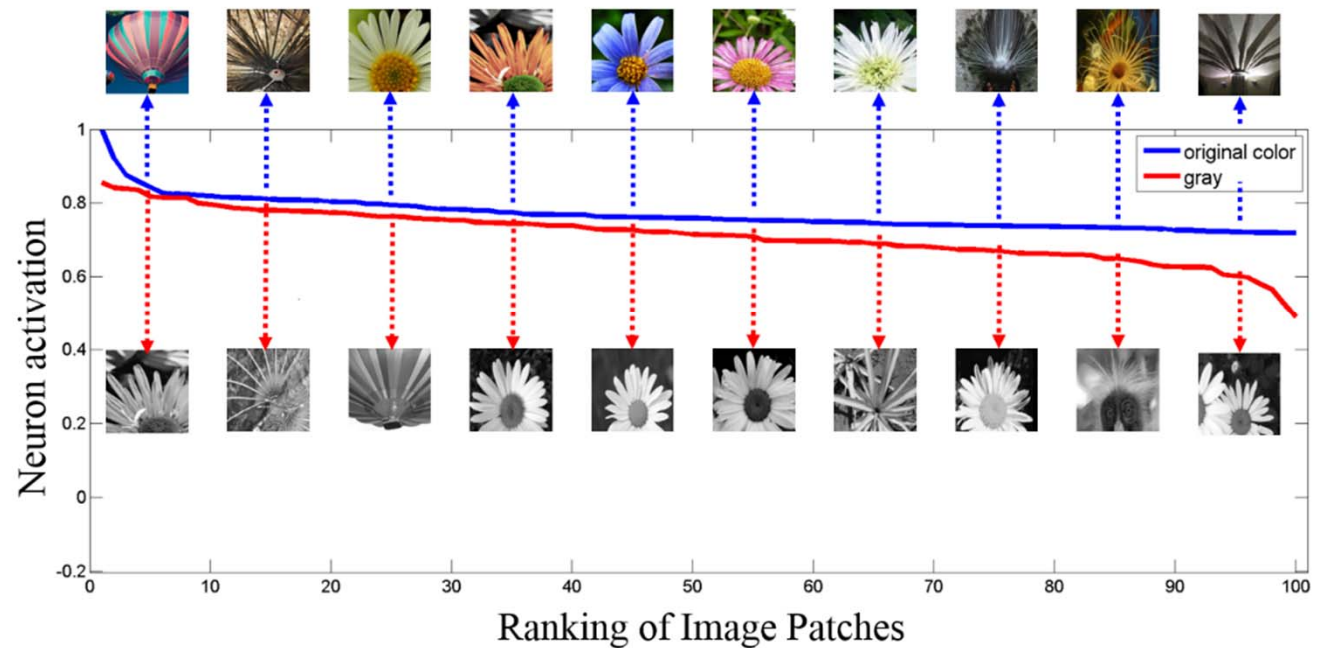 1
0.8
0.6
0.4
0.2
0
-0.2
0 10 20 30 40 50 60 70 80 90 100
Neuron activation
Ranking of Image Patches
original color
gray